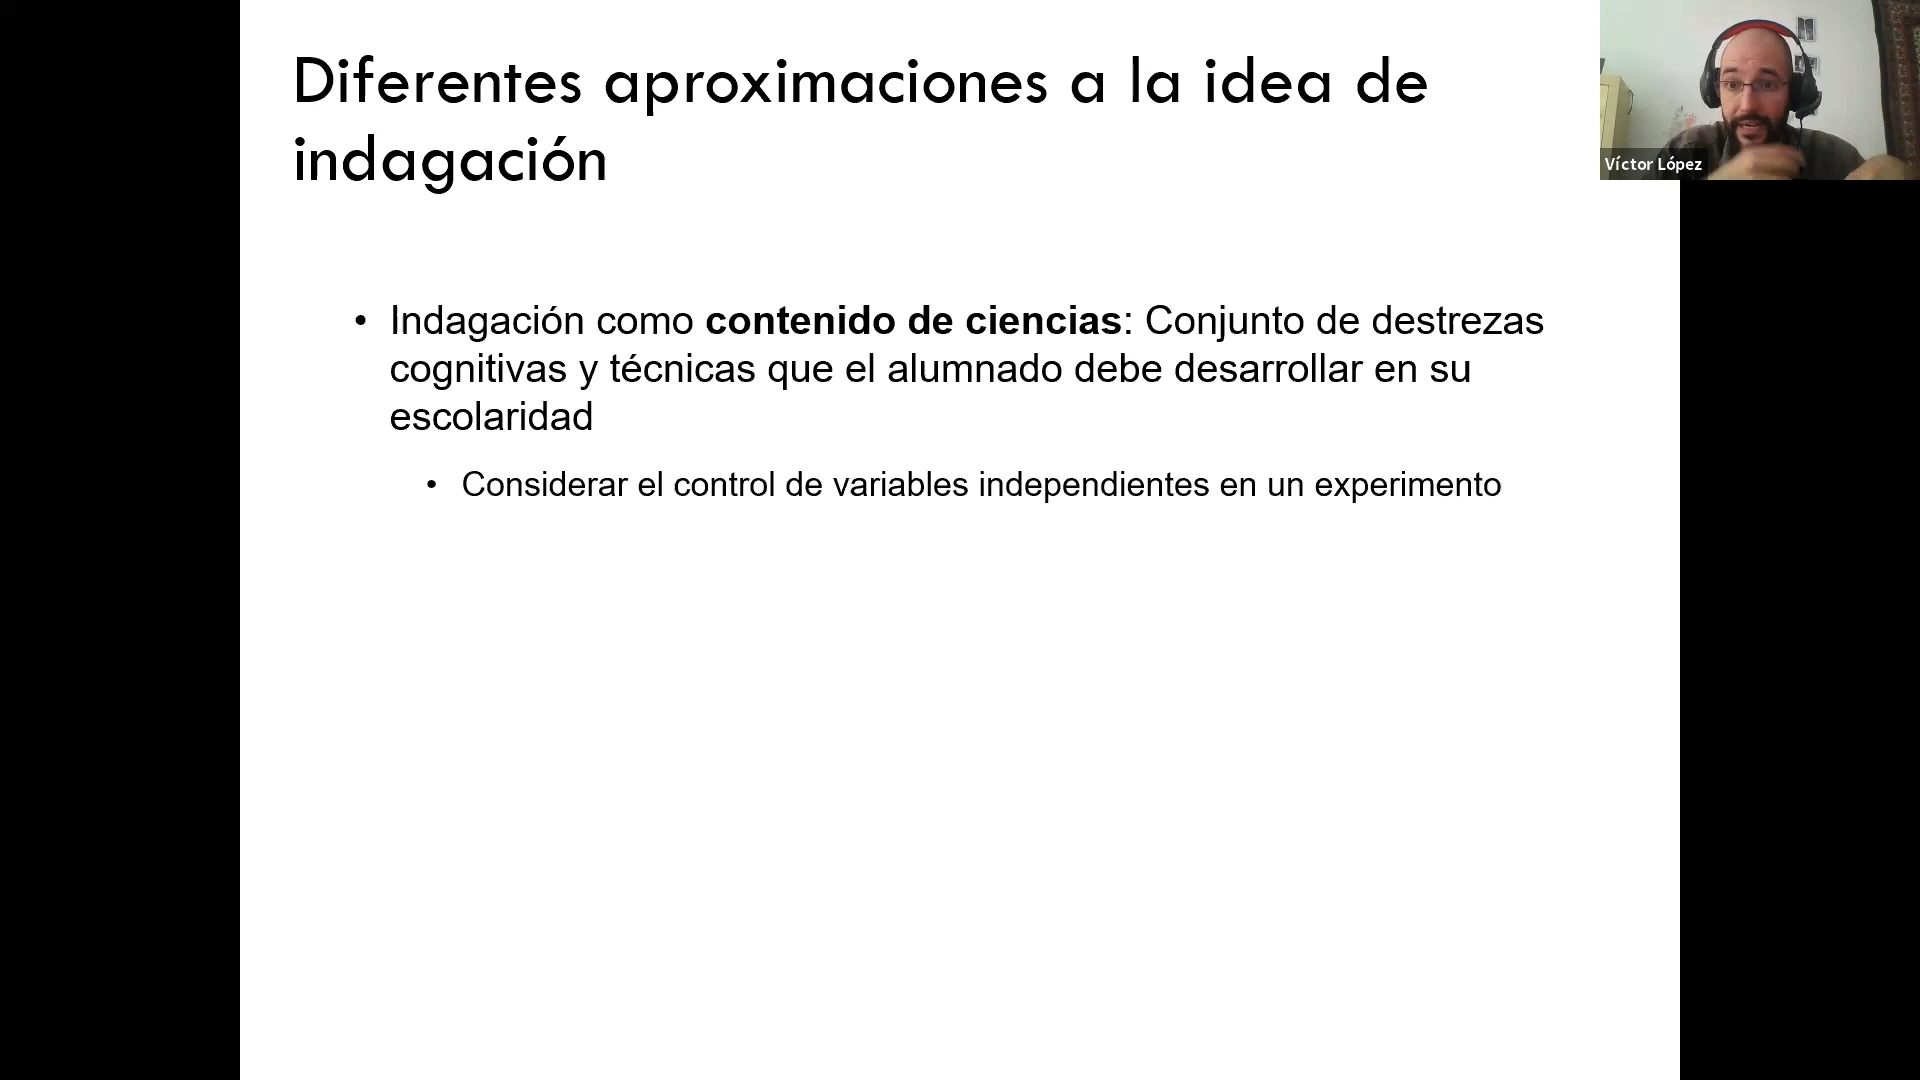 Diferentes aproximaciones a la idea de
indagación
• Indagación como contenido de ciencias: Conjunto de destrezas
cognitivas y técnicas que el alumnado debe desarrollar en su
escolaridad
• Considerar el control de variables independientes en un experimento
Víctor López